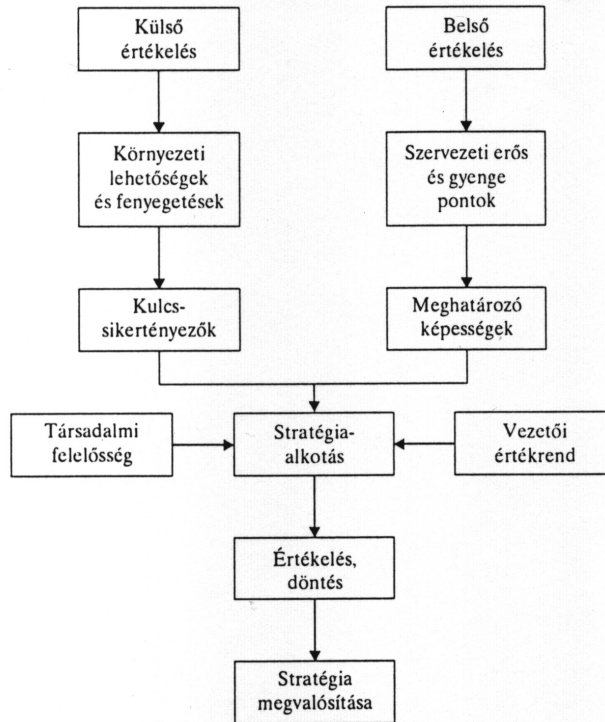 Külső
értékelés
Belső
értékelés
Környezeti
lehetőségek
és fenyegetések
Szervezeti erős
és gyenge
pontok
Kulcs-
sikertényezők
Meghatározó
képességek
Társadalmi
felelősség
Stratégia-
alkotás
Vezetői
értékrend
Értékelés,
döntés
Stratégia
megvalósítása